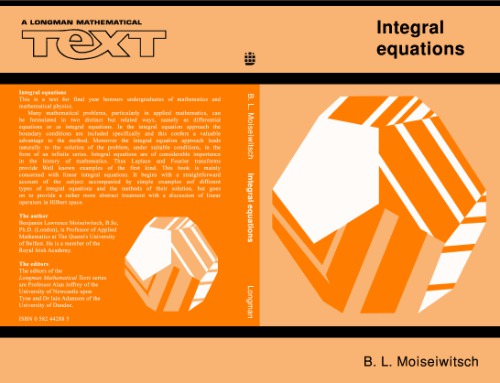 A LONGMAN MATHEMATICAL
TEXT
Integral equations
This is a text for final year honours undergraduates of mathematics and
mathematical physics.
Many mathematical problems, particularly in applied mathematics, can
be formulated in two distinct but related ways, namely as differential
equations or as integral equations. In the integral equation approach the
boundary conditions are included specifically and this confers a valuable
advantage to the method. Moreover the integral equation approach leads
naturally to the solution of the problem, under suitable conditions, in the
form of an infinite series. Integral equations are of considerable importance
in the history of mathematics. Thus Laplace and Fourier transforms
provide Well known examples of the first kind. This book is mainly
concerned with linear integral equations. It begins with a straightforward
account of the subject accompanied by simple examples of different
types of integral equations and the methods of their solution, but goes
on to provide a rather more abstract treatment with a discussion of linear
operators in Hilbert space.
The author
Benjamin Lawrence Moiseiwitsch, B.Sc,
Ph.D. (London), is Professor of Applied
Mathematics at The Queen's University
of Belfast. He is a member of the
Royal Irish Academy.
The editors
The editors of the
Longman Mathematical Texts series
are Professor Alan Jeffrey of the
University of Newcastle upon
Tyne and Dr Iain Adamson of the
University of Dundee.
ISBN 0 582 44288 5
B. L. Moiseiwitsch
Integral equations
Longman
Integral
equations
B. L. Moiseiwitsch